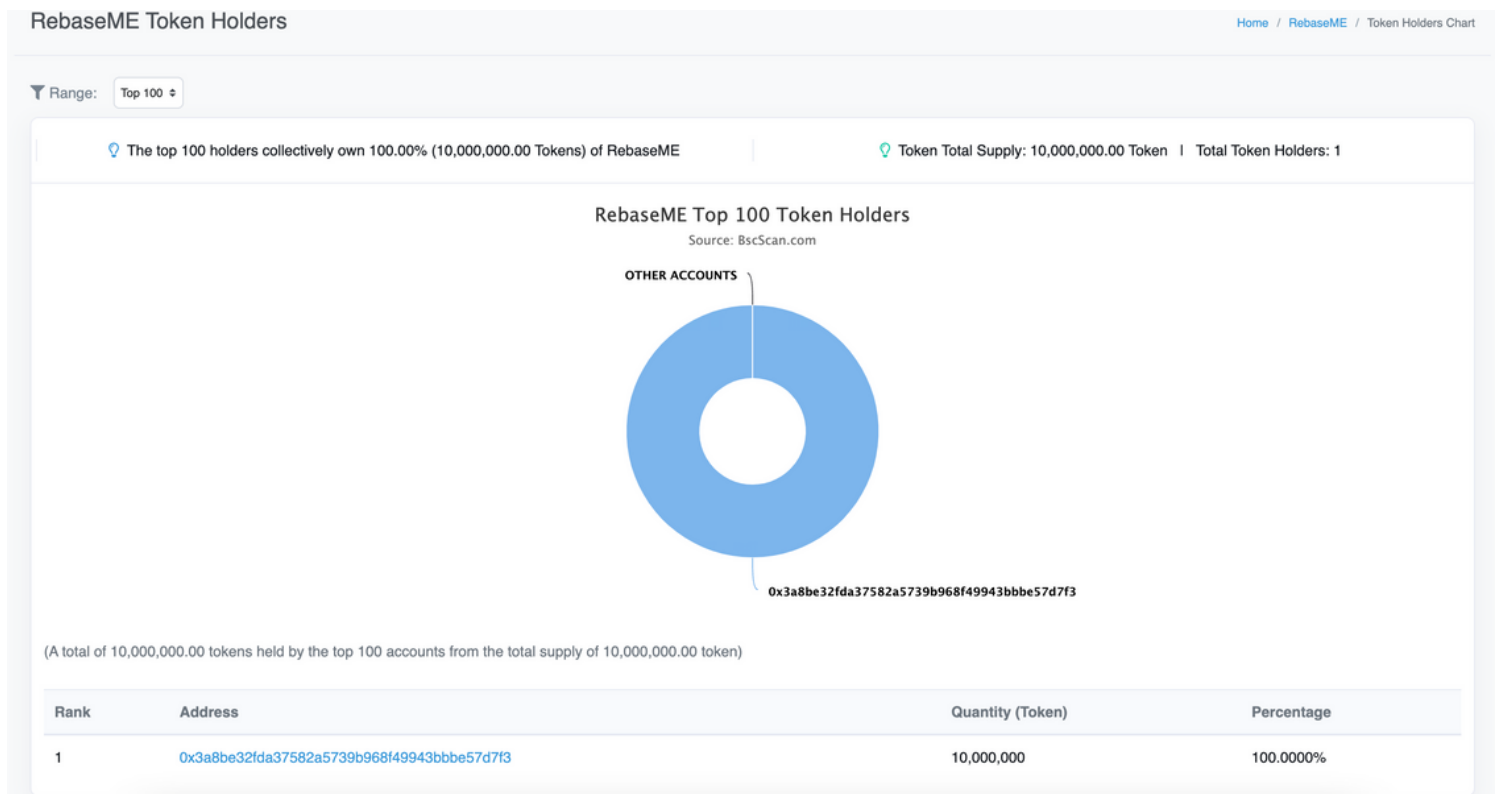 RebaseME Token Holders
Home / RebaseME / Token Holders Chart
Range: Top 100
The top 100 holders collectively own 100.00% (10,000,000.00 Tokens) of RebaseME
Token Total Supply: 10,000,000.00 Token | Total Token Holders: 1
RebaseME Top 100 Token Holders
Source: BscScan.com
OTHER ACCOUNTS
0x3a8be32fda37582a5739b968f49943bbbe57d7f3
(A total of 10,000,000.00 tokens held by the top 100 accounts from the total supply of 10,000,000.00 token)
Rank Address Quantity (Token) Percentage
1 0x3a8be32fda37582a5739b968f49943bbbe57d7f3 10,000,000 100.0000%